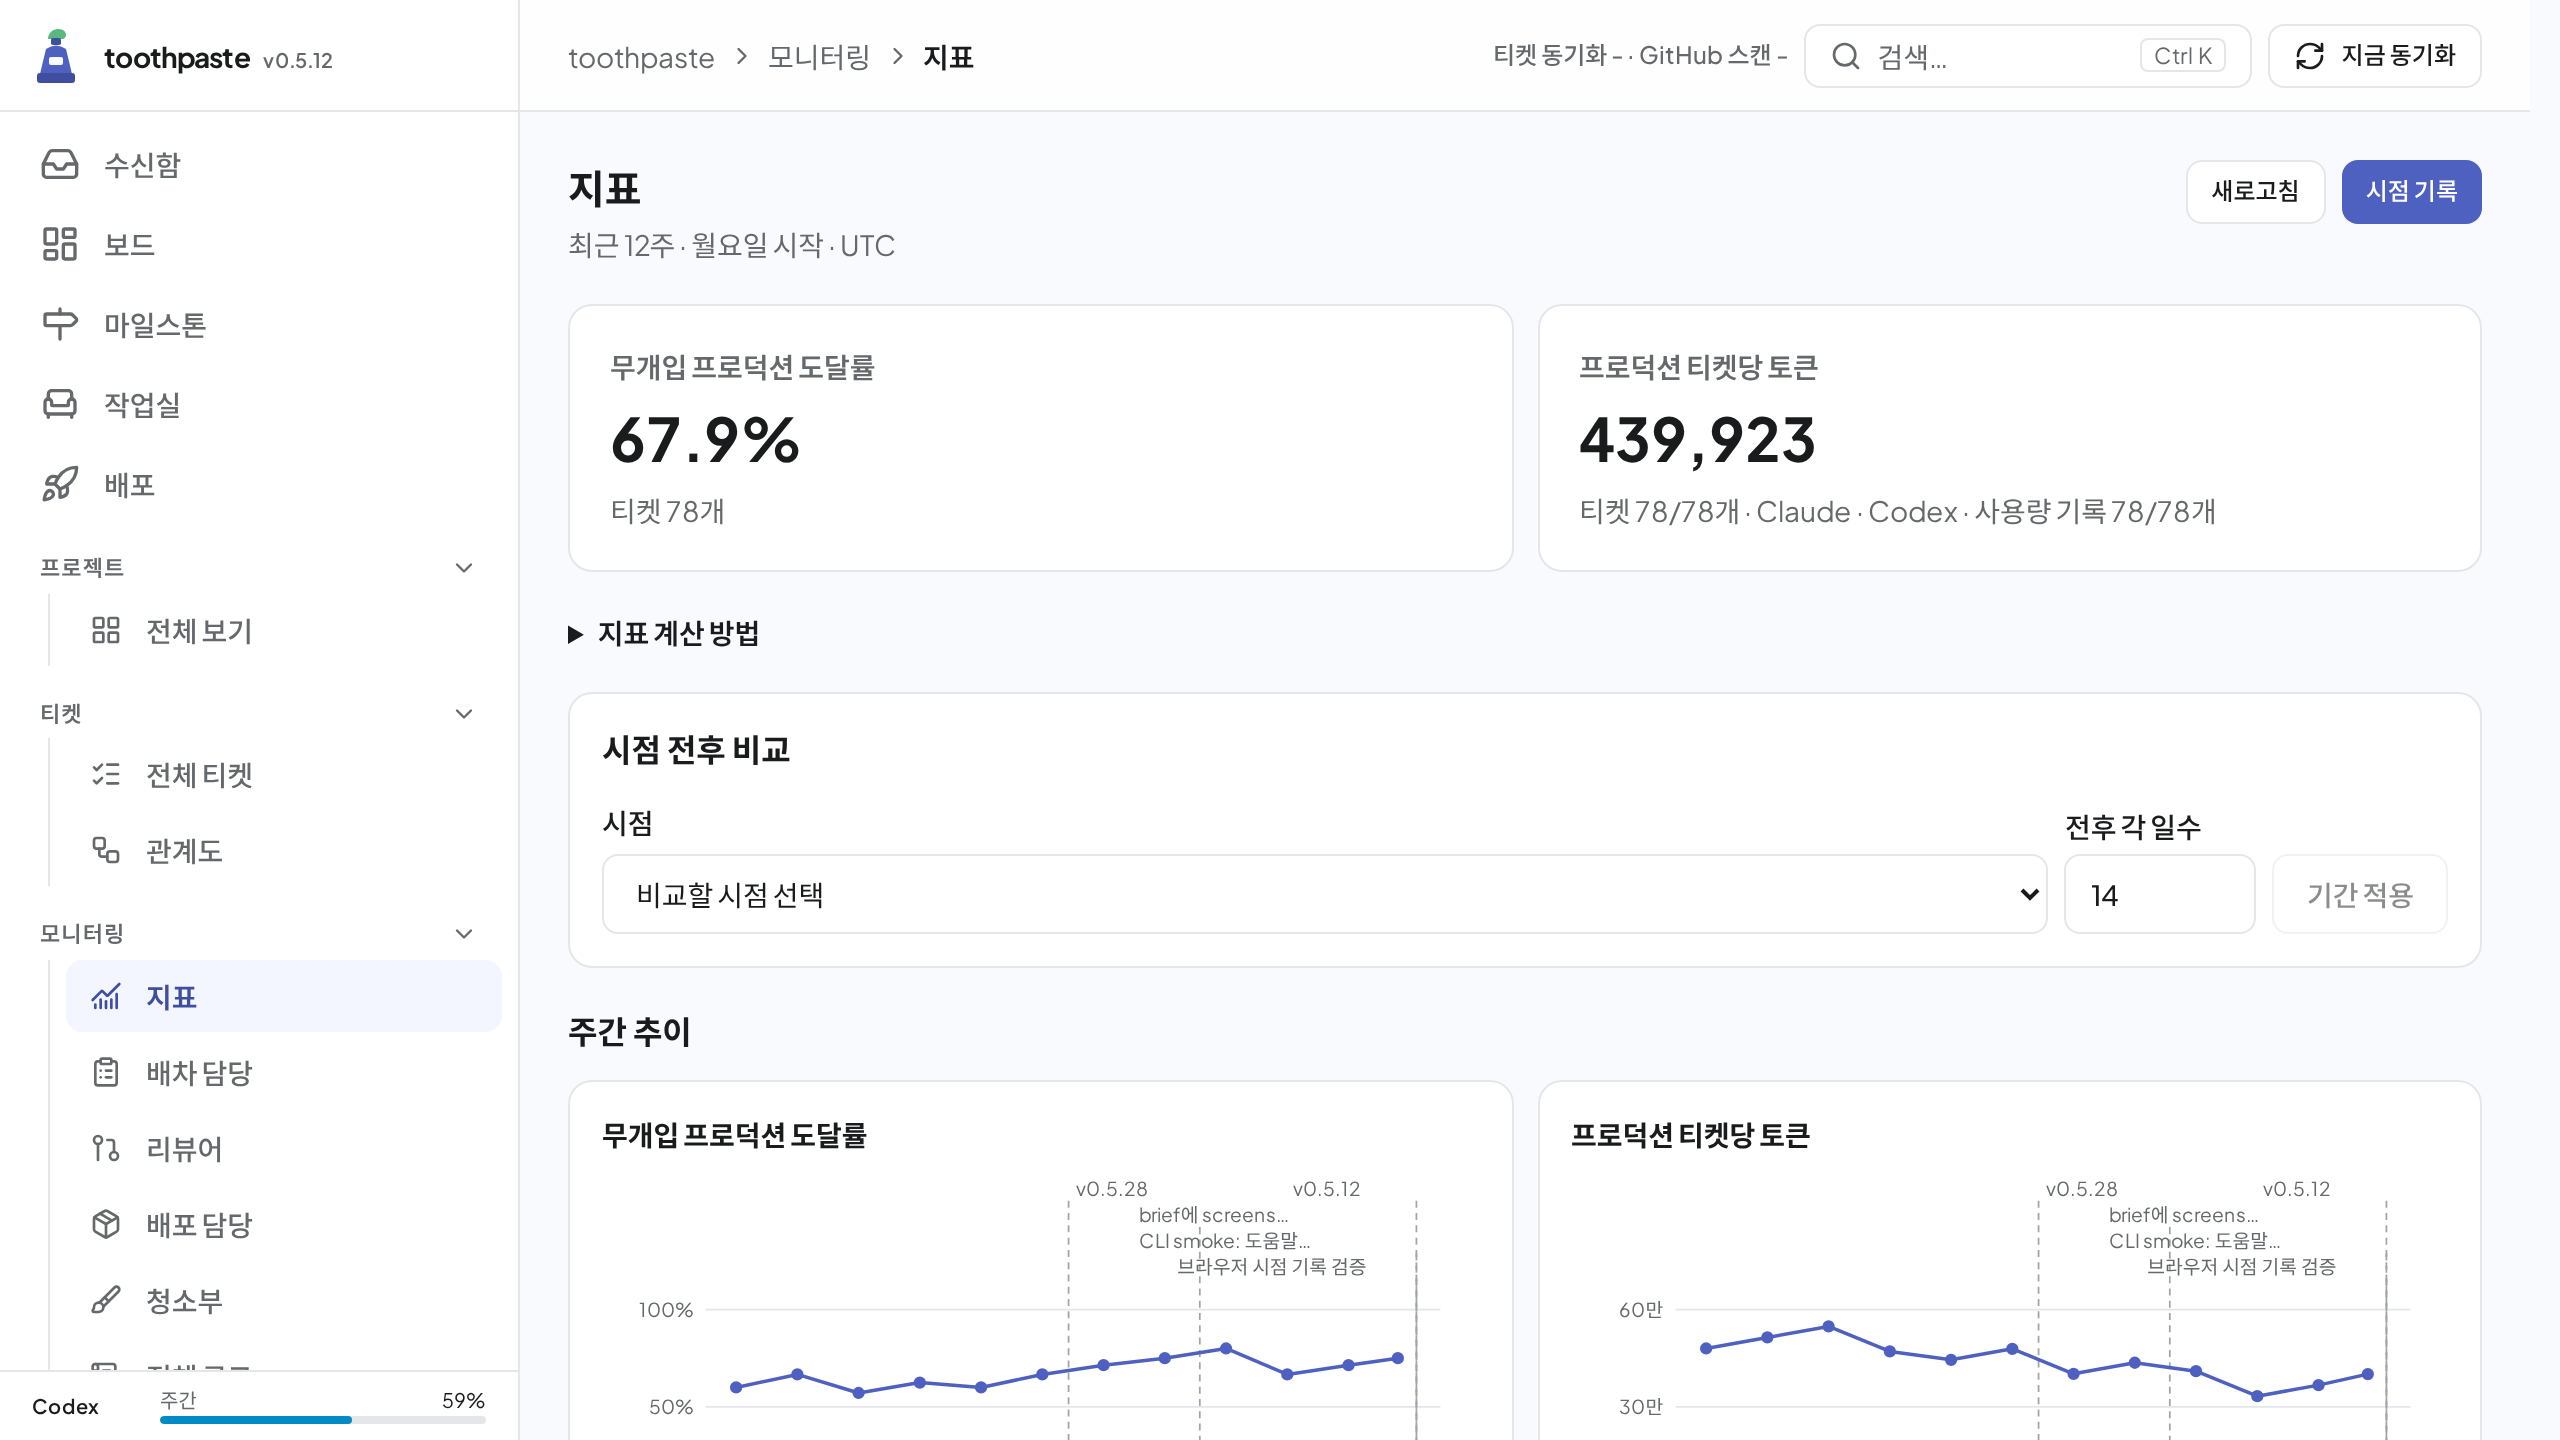 toothpaste v0.5.12
수신함
보드
마일스톤
작업실
배포
프로젝트
전체 보기
티켓
전체 티켓
관계도
모니터링
지표
배차 담당
리뷰어
배포 담당
청소부
Codex 주간 59%
toothpaste > 모니터링 > 지표
티켓 동기화 - · GitHub 스캔 -
검색... Ctrl K
지금 동기화
지표
최근 12주 · 월요일 시작 · UTC
새로고침
시점 기록
무개입 프로덕션 도달률
67.9%
티켓 78개
프로덕션 티켓당 토큰
439,923
티켓 78/78개 · Claude · Codex · 사용량 기록 78/78개
지표 계산 방법
시점 전후 비교
시점
비교할 시점 선택
전후 각 일수
14
기간 적용
주간 추이
무개입 프로덕션 도달률
v0.5.28 v0.5.12
brief에 screens...
CLI smoke: 도움말...
브라우저 시점 기록 검증
100%
50%
프로덕션 티켓당 토큰
v0.5.28 v0.5.12
brief에 screens...
CLI smoke: 도움말...
브라우저 시점 기록 검증
60만
30만